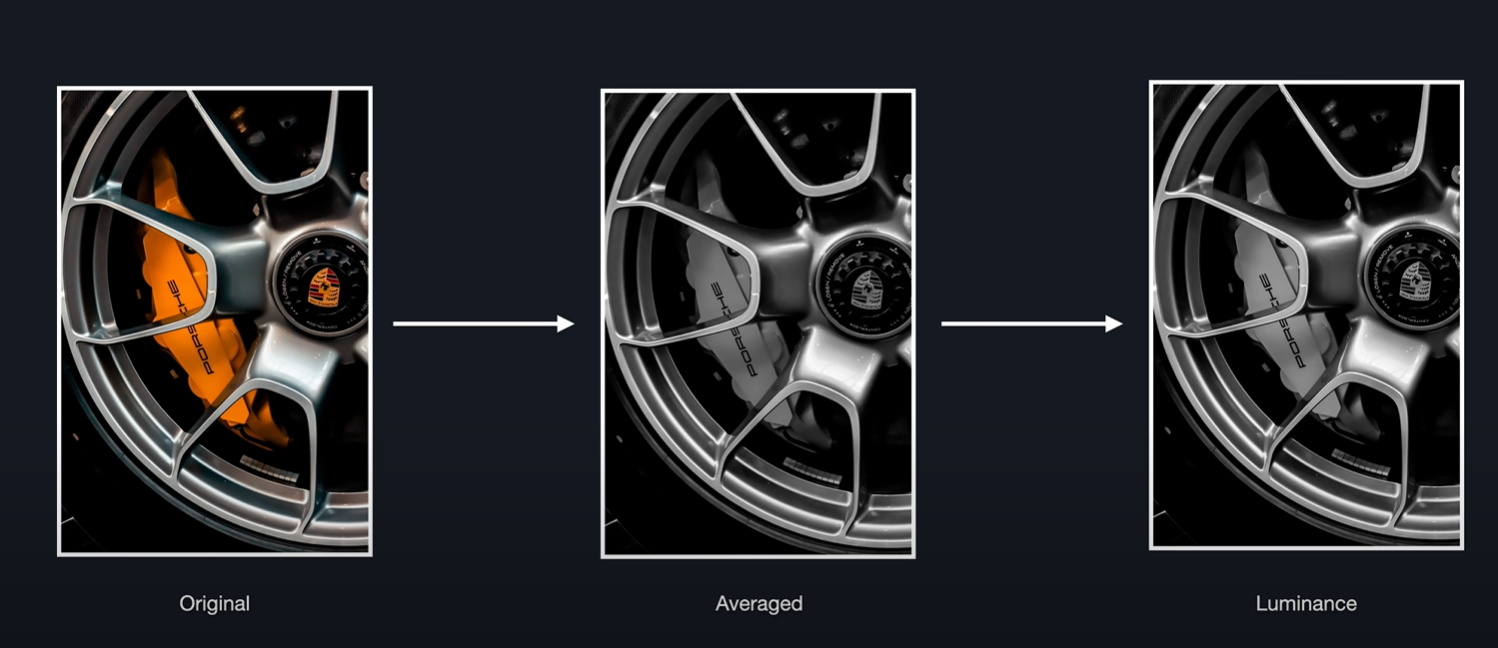 PORSCHE
PORSCHE
PORSCHE
Original
Averaged
Luminance